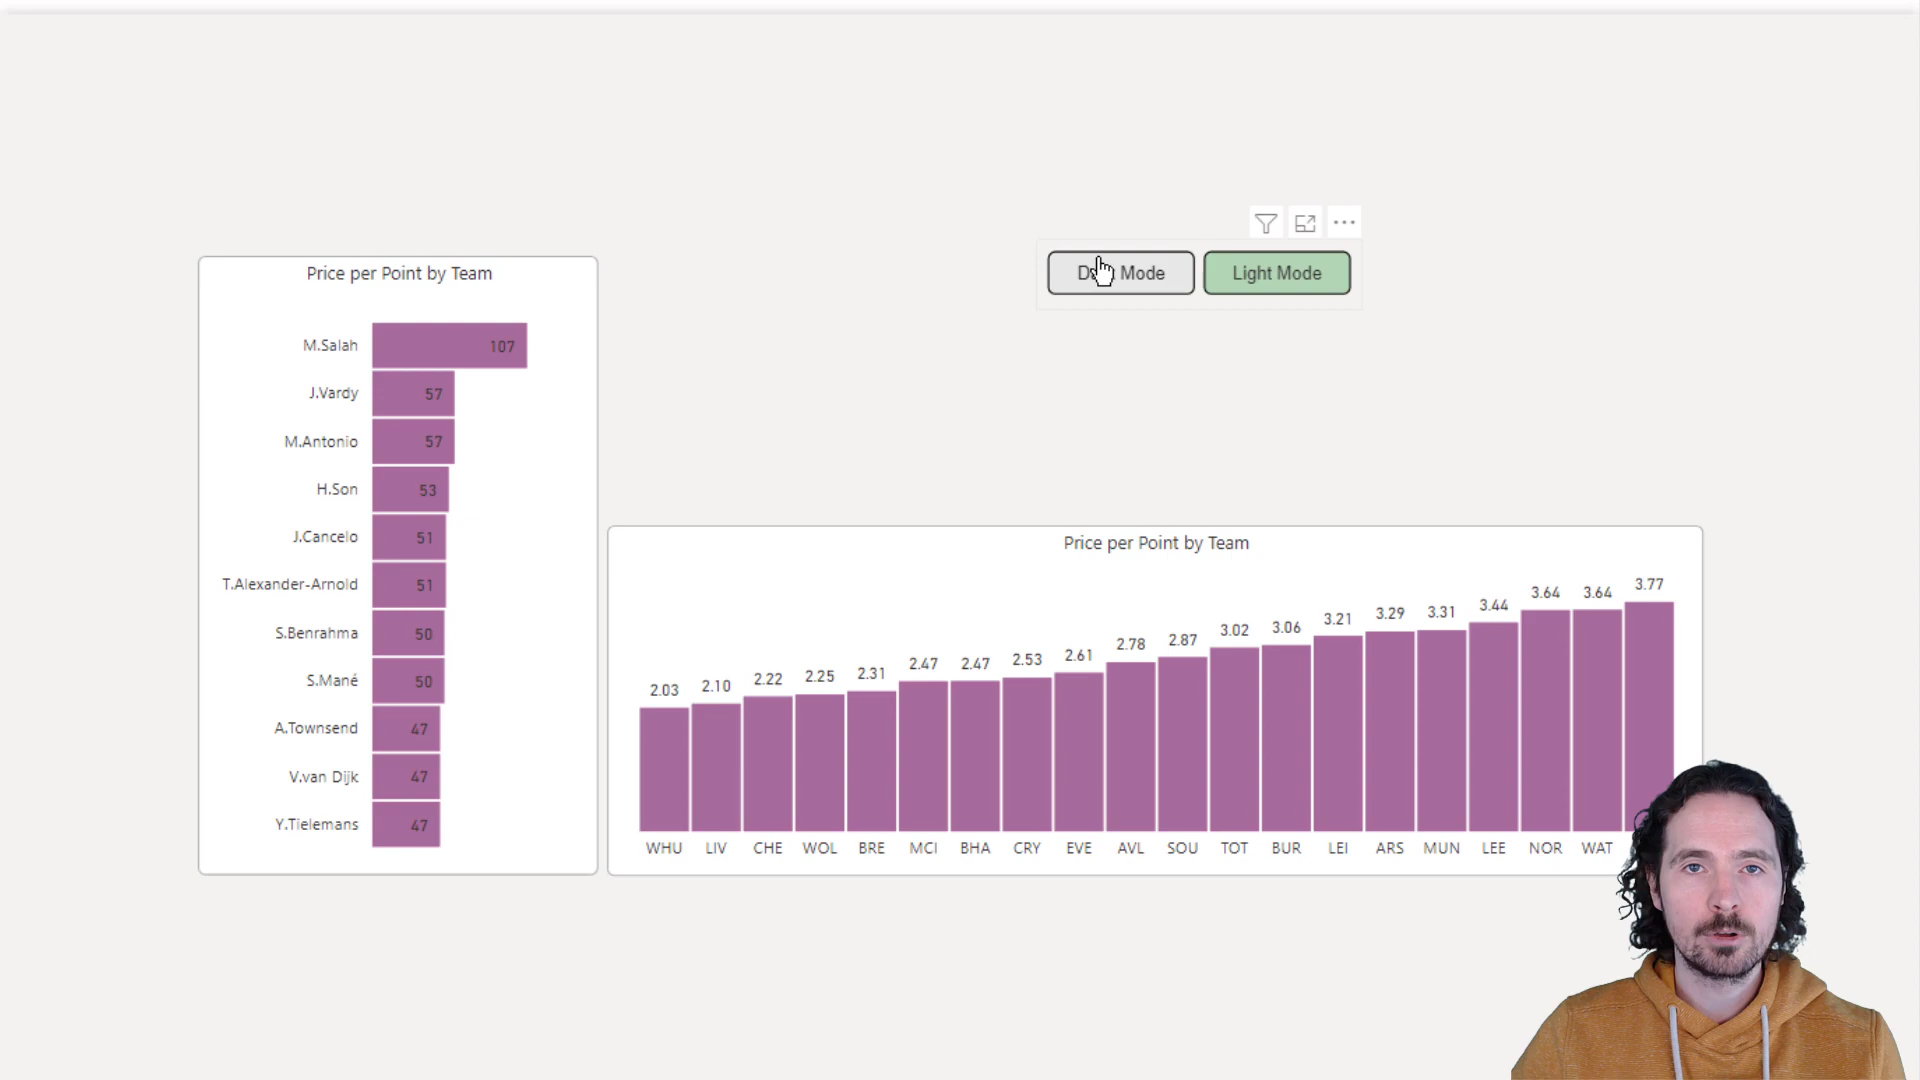 Dark Mode
Light Mode
Price per Point by Team
M.Salah 107
J.Vardy 57
M.Antonio 57
H.Son 53
J.Cancelo 51
T.Alexander-Arnold 51
S.Benrahma 50
S.Mané 50
A.Townsend 47
V.van Dijk 47
Y.Tielemans 47
Price per Point by Team
2.03 2.10 2.22 2.25 2.31 2.47 2.47 2.53 2.61 2.78 2.87 3.02 3.06 3.21 3.29 3.31 3.44 3.64 3.64 3.77
WHU LIV CHE WOL BRE MCI BHA CRY EVE AVL SOU TOT BUR LEI ARS MUN LEE NOR WAT